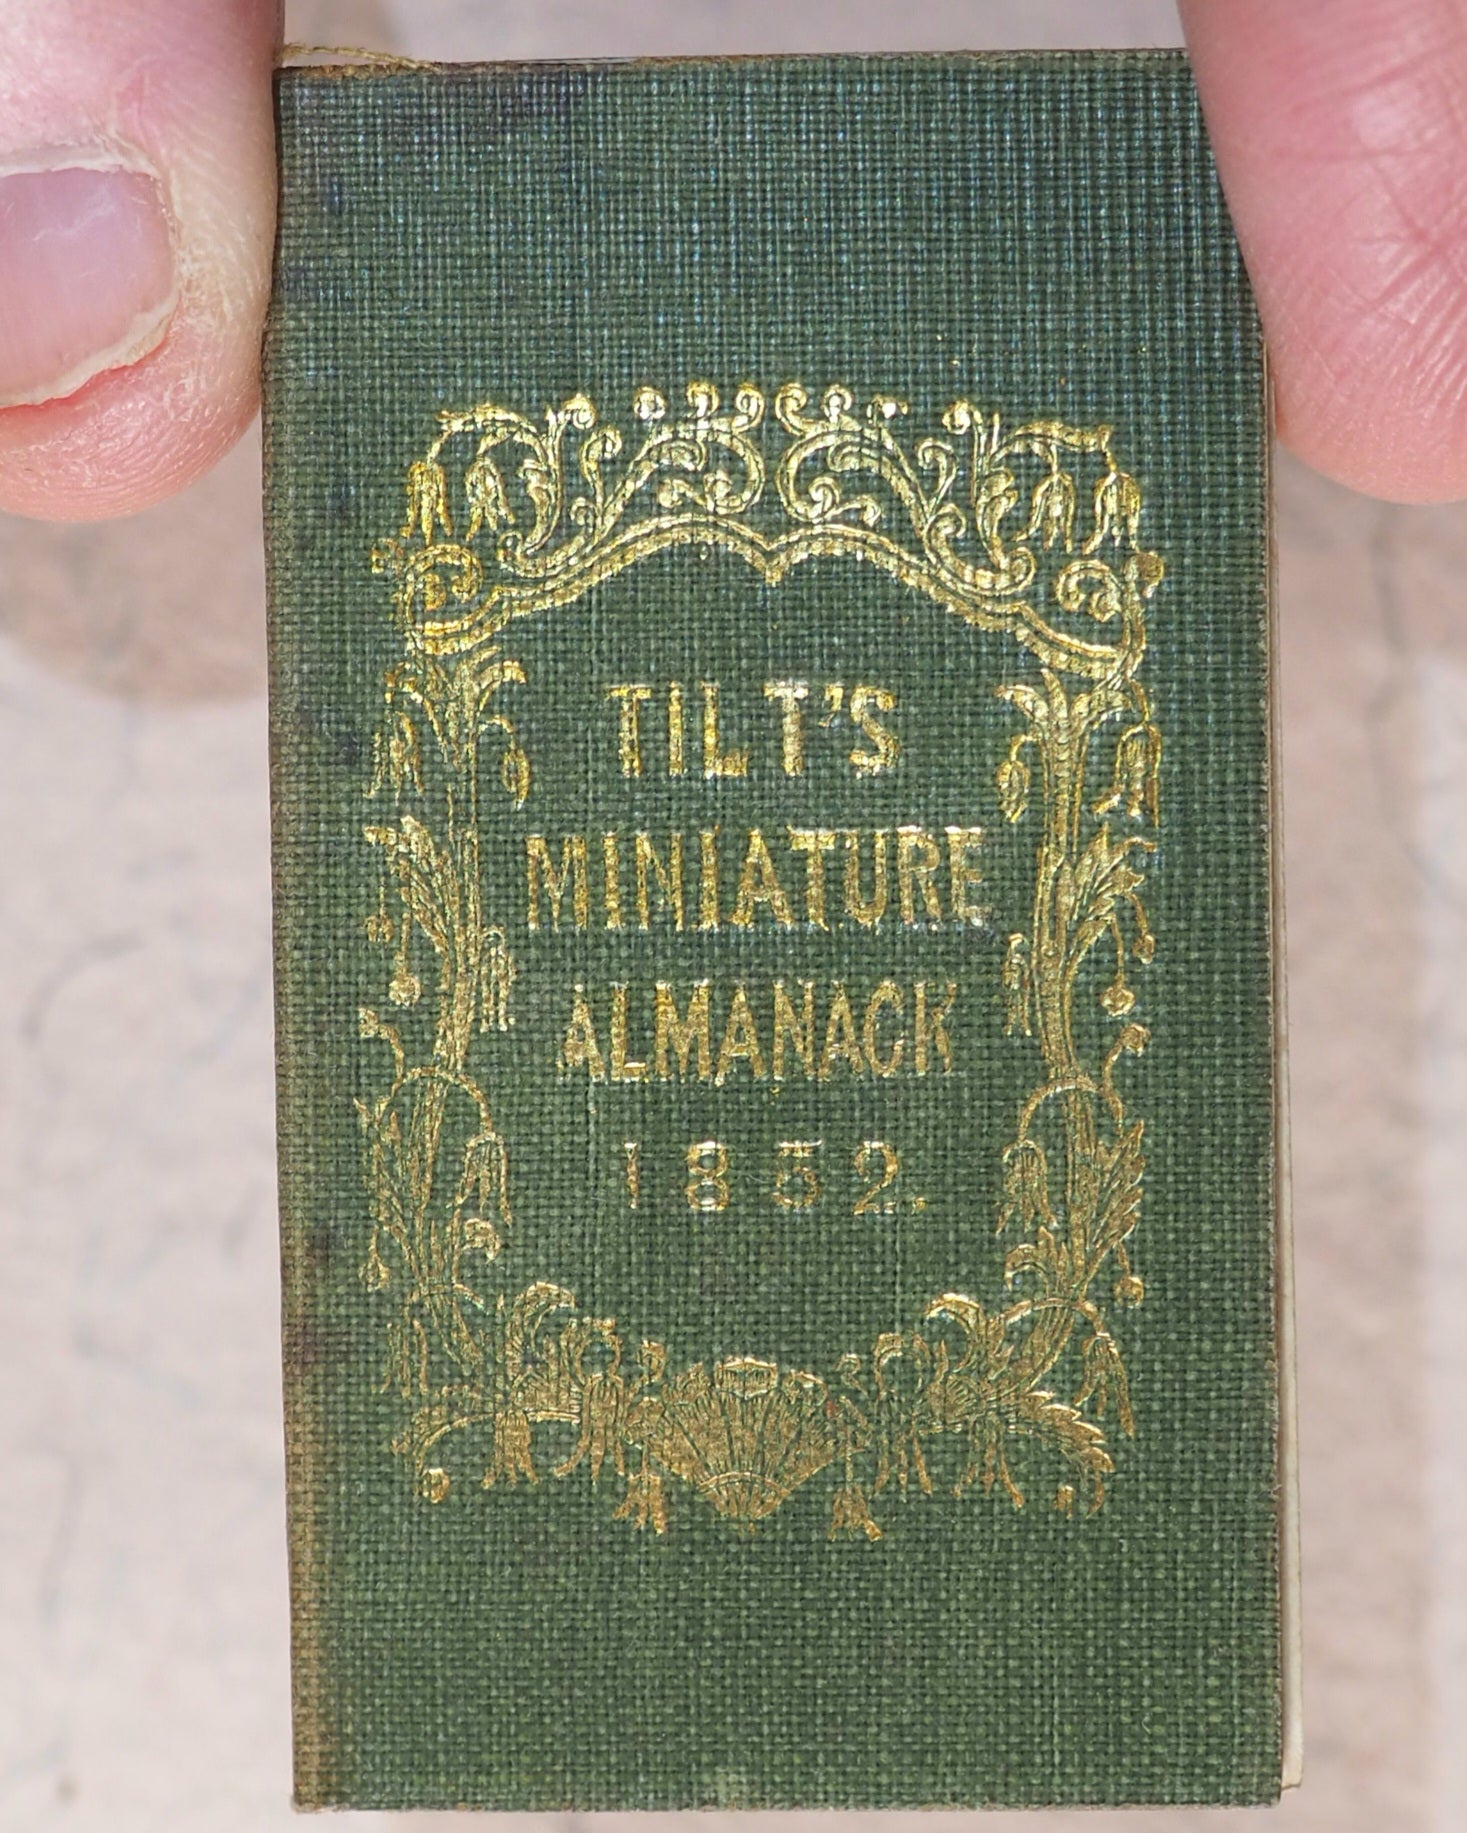 TILT'S
MINIATURE
ALMANACK
1852.